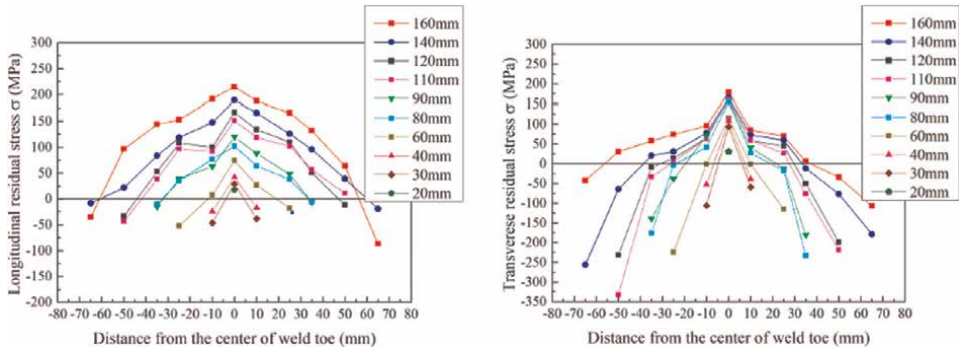 Longitudinal residual stress σ (MPa)
300
250
200
150
100
50
0
-50
-100
-150
-200
-80 -70 -60 -50 -40 -30 -20 -10 0 10 20 30 40 50 60 70 80
Distance from the center of weld toe (mm)
160mm
140mm
120mm
110mm
90mm
80mm
60mm
40mm
30mm
20mm
Transverese residual stress σ (MPa)
300
250
200
150
100
50
0
-50
-100
-150
-200
-250
-300
-350
-80 -70 -60 -50 -40 -30 -20 -10 0 10 20 30 40 50 60 70 80
Distance from the center of weld toe (mm)
160mm
140mm
120mm
110mm
90mm
80mm
60mm
40mm
30mm
20mm